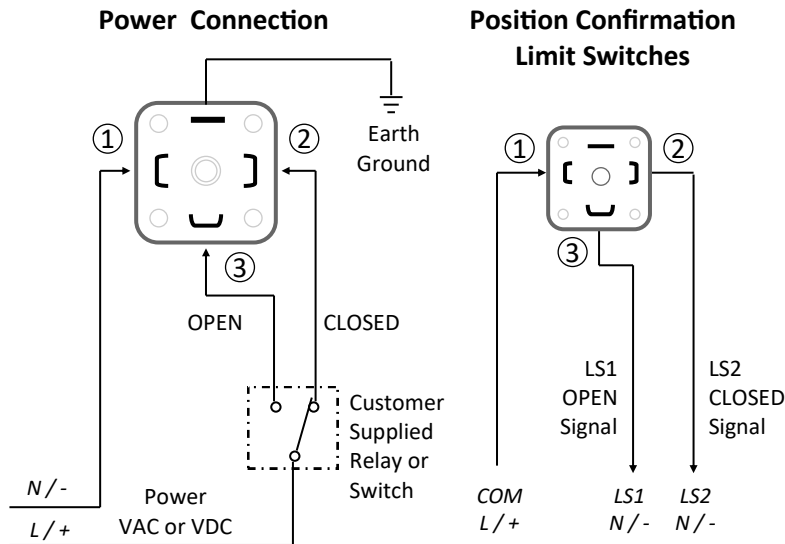 Power Connection
Earth
Ground
①
②
③
OPEN
CLOSED
Customer
Supplied
Relay or
Switch
N / -
L / +
Power
VAC or VDC
Position Confirmation
Limit Switches
①
②
③
LS1
OPEN
Signal
LS2
CLOSED
Signal
COM
L / +
LS1
N / -
LS2
N / -